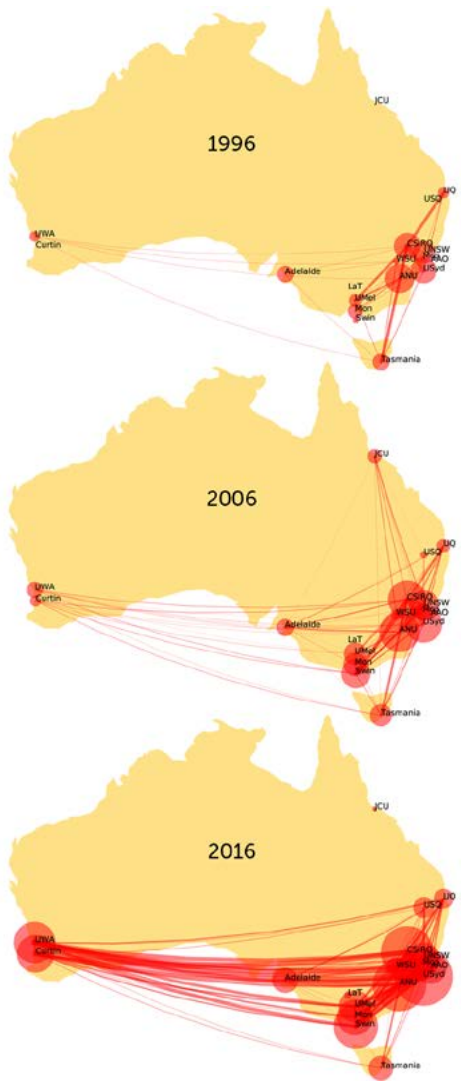 JCU
1996
UQ
USQ
UWA
Curtin
CSIRO
UNSW
WSU
AAO
USyd
Adelaide
ANU
LaT
UMel
Mon
Swin
Tasmania
JCU
2006
UQ
USQ
UWA
Curtin
CSIRO
UNSW
WSU
AAO
USyd
Adelaide
ANU
LaT
UMel
Mon
Swin
Tasmania
JCU
2016
UQ
USQ
UWA
Curtin
CSIRO
UNSW
WSU
AAO
USyd
Adelaide
ANU
LaT
UMel
Mon
Swin
Tasmania